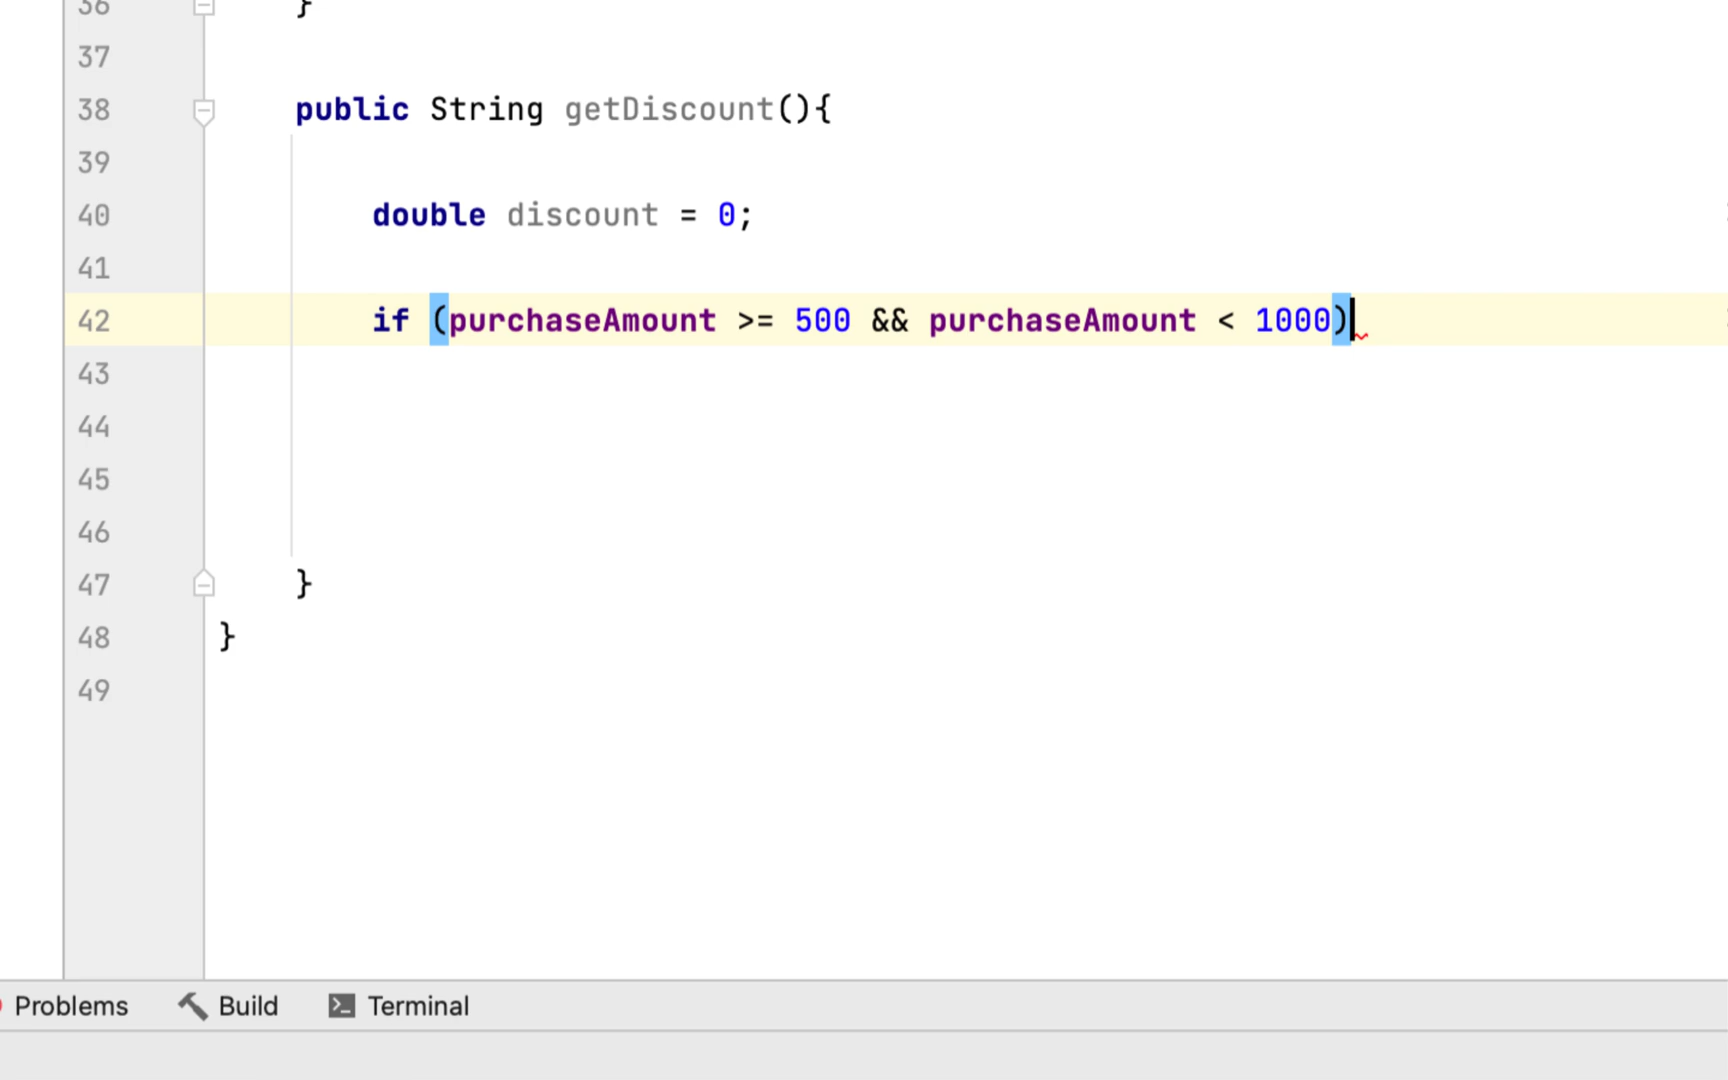 36 }
37
38 public String getDiscount(){
39
40 double discount = 0;
41
42 if (purchaseAmount >= 500 && purchaseAmount < 1000)
43
44
45
46
47 }
48 }
49
Problems Build Terminal